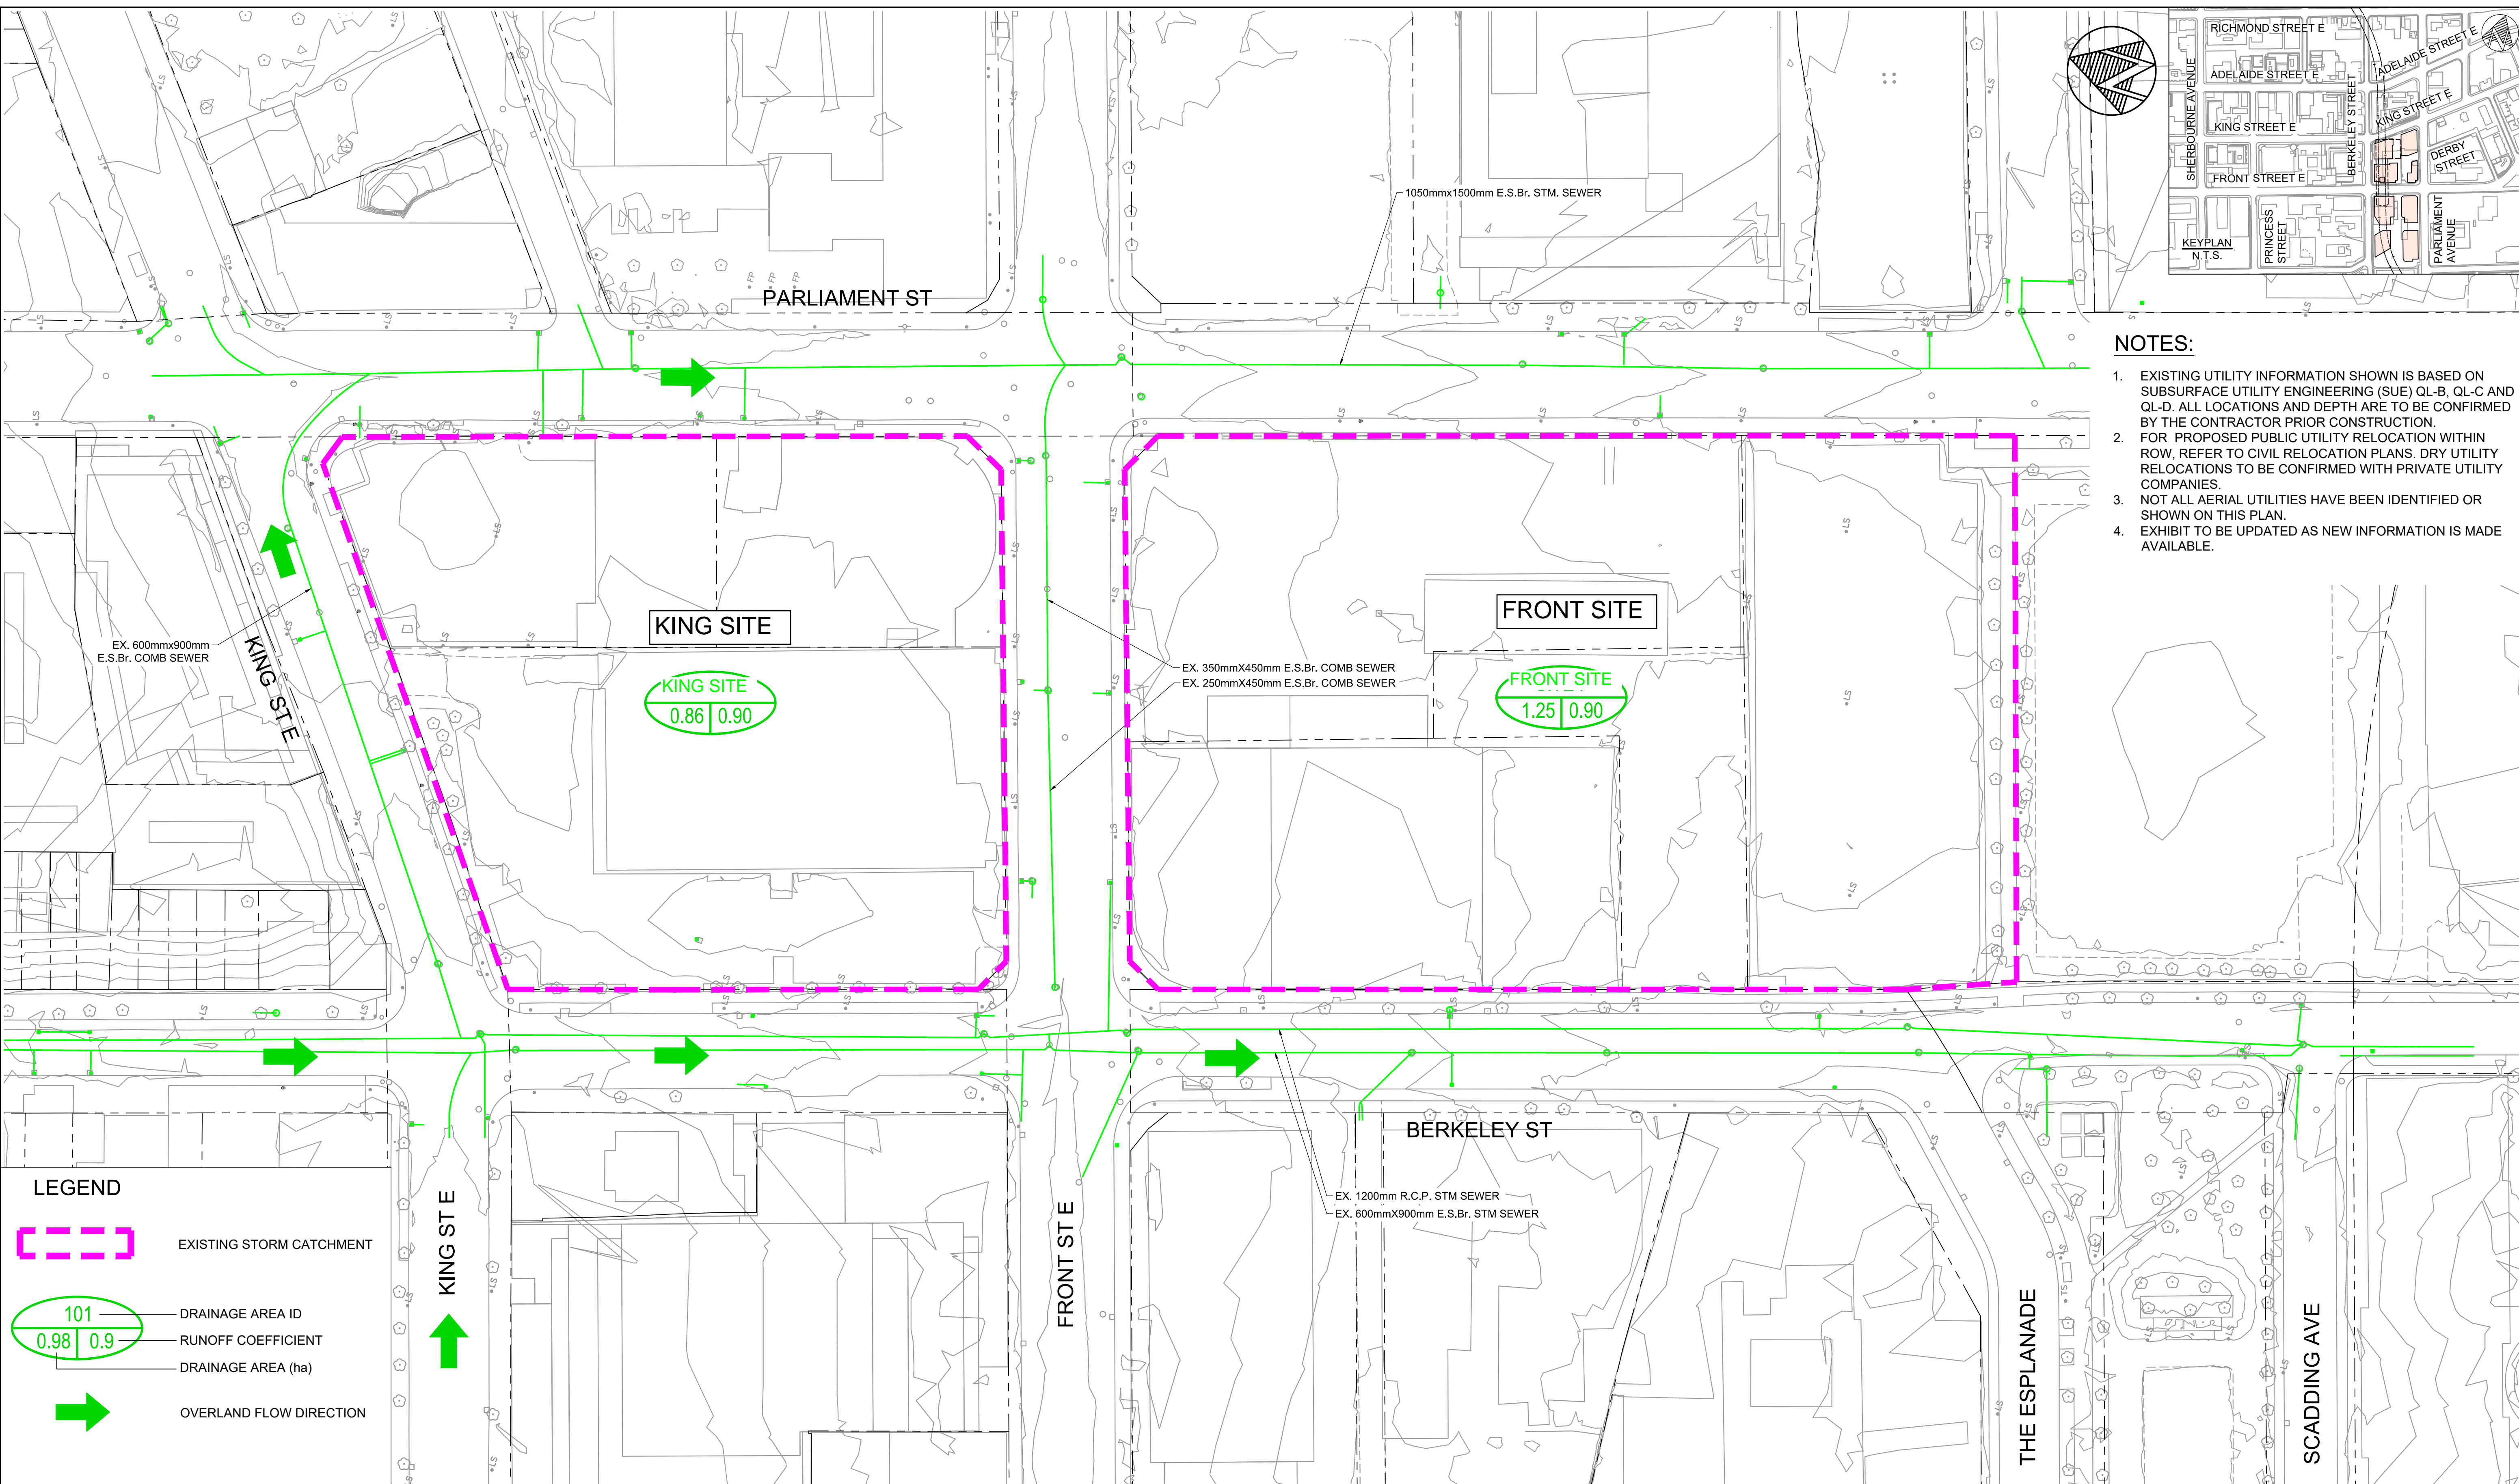 RICHMOND STREET E
ADELAIDE STREET E
ADELAIDE STREET E
SHERBOURNE AVENUE
BERKELEY STREET
KING STREET E
KING STREET E
DERBY
STREET
FRONT STREET E
PRINCESS
STREET
PARLIAMENT
AVENUE
KEYPLAN
N.T.S.
1050mmx1500mm E.S.Br. STM. SEWER
PARLIAMENT ST
NOTES:
1. EXISTING UTILITY INFORMATION SHOWN IS BASED ON
SUBSURFACE UTILITY ENGINEERING (SUE) QL-B, QL-C AND
QL-D. ALL LOCATIONS AND DEPTH ARE TO BE CONFIRMED
BY THE CONTRACTOR PRIOR CONSTRUCTION.
2. FOR PROPOSED PUBLIC UTILITY RELOCATION WITHIN
ROW, REFER TO CIVIL RELOCATION PLANS. DRY UTILITY
RELOCATIONS TO BE CONFIRMED WITH PRIVATE UTILITY
COMPANIES.
3. NOT ALL AERIAL UTILITIES HAVE BEEN IDENTIFIED OR
SHOWN ON THIS PLAN.
4. EXHIBIT TO BE UPDATED AS NEW INFORMATION IS MADE
AVAILABLE.
KING SITE
FRONT SITE
EX. 600mmx900mm
E.S.Br. COMB SEWER
KING ST E
KING SITE
0.86 0.90
EX. 350mmX450mm E.S.Br. COMB SEWER
EX. 250mmX450mm E.S.Br. COMB SEWER
FRONT SITE
1.25 0.90
BERKELEY ST
EX. 1200mm R.C.P. STM SEWER
EX. 600mmX900mm E.S.Br. STM SEWER
KING ST E
FRONT ST E
THE ESPLANADE
SCADDING AVE
LEGEND
EXISTING STORM CATCHMENT
101
0.98 0.9
DRAINAGE AREA ID
RUNOFF COEFFICIENT
DRAINAGE AREA (ha)
OVERLAND FLOW DIRECTION